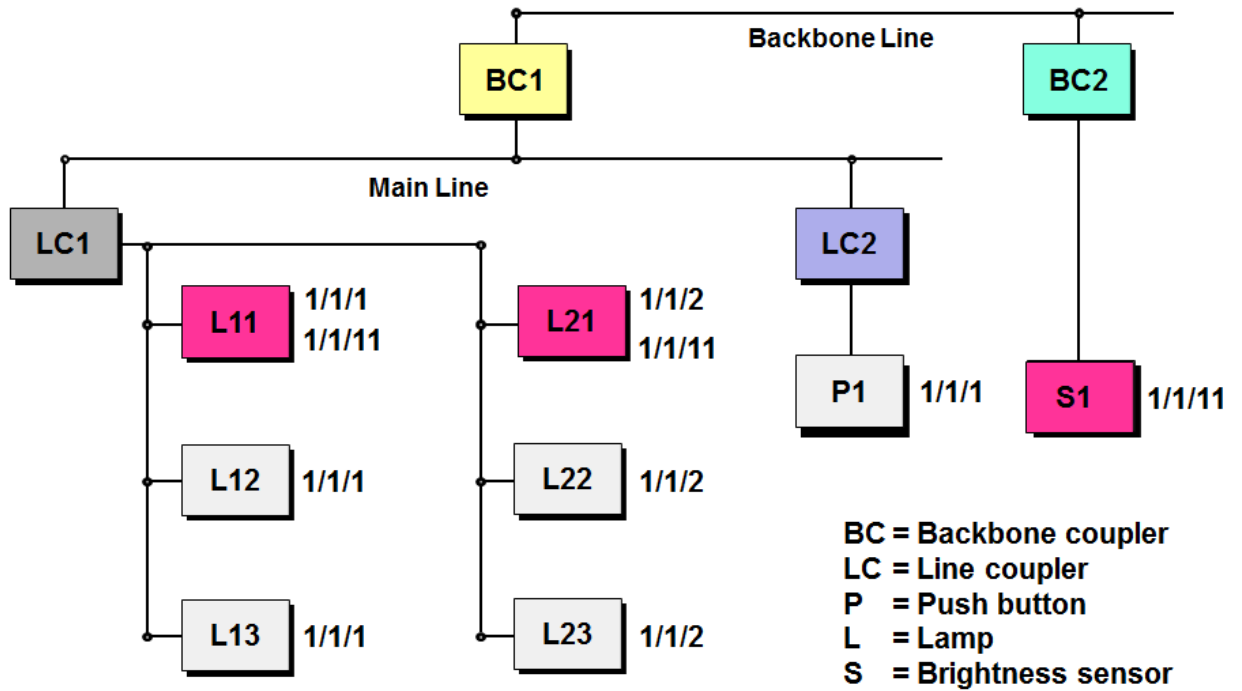 Backbone Line
BC1
BC2
Main Line
LC1
LC2
L11
1/1/1
1/1/11
L21
1/1/2
1/1/11
P1
1/1/1
S1
1/1/11
L12
1/1/1
L22
1/1/2
L13
1/1/1
L23
1/1/2
BC = Backbone coupler
LC = Line coupler
P = Push button
L = Lamp
S = Brightness sensor